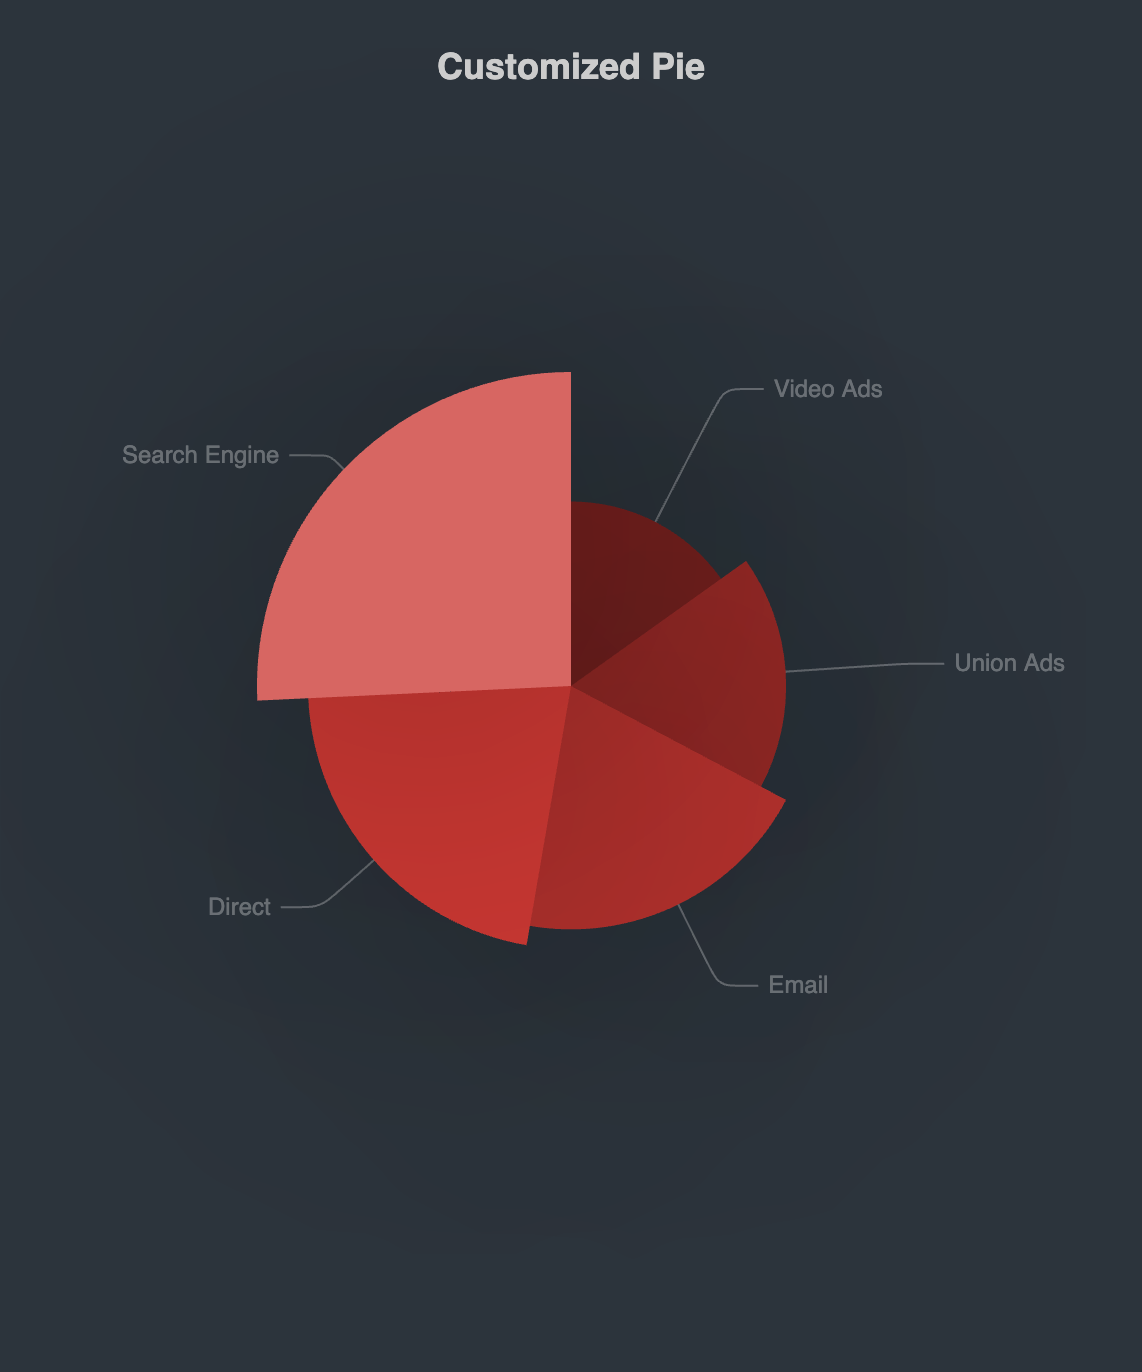 Customized Pie
Video Ads
Search Engine
Union Ads
Direct
Email